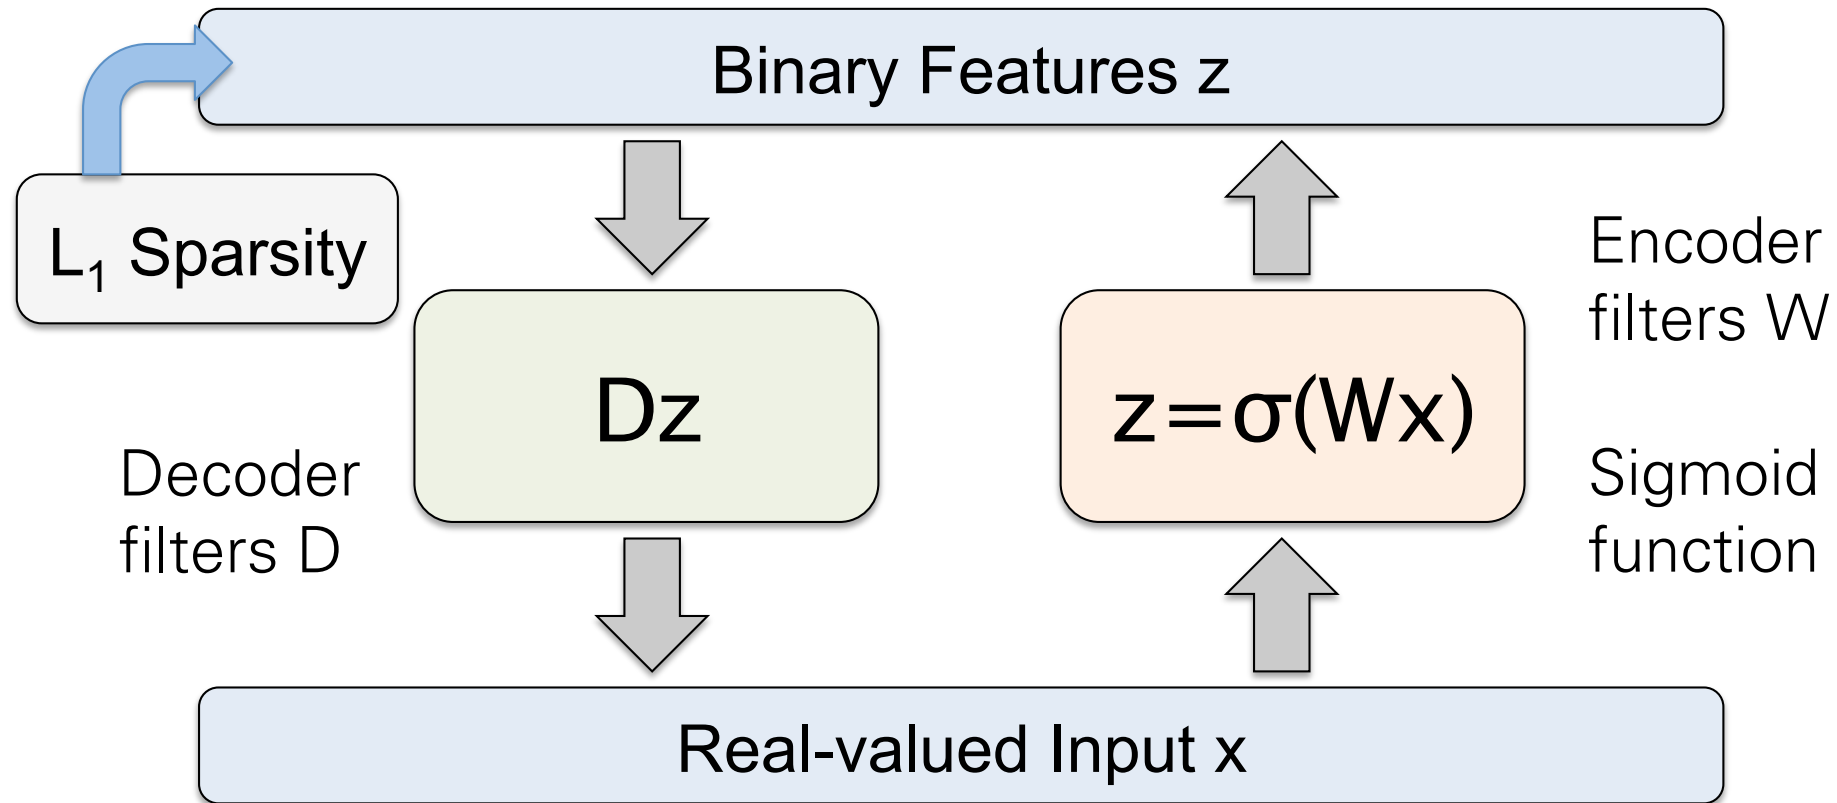 Binary Features z
L₁ Sparsity
Encoder
filters W
Dz
z=σ(Wx)
Decoder
filters D
Sigmoid
function
Real-valued Input x